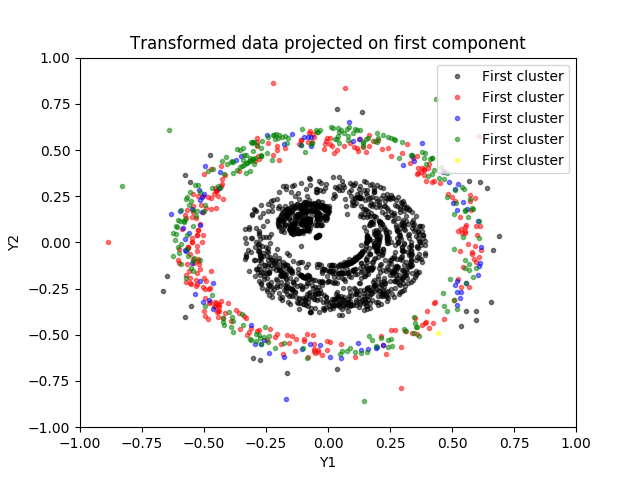 Transformed data projected on first component
First cluster
First cluster
First cluster
First cluster
First cluster
1.00
0.75
0.50
0.25
0.00
−0.25
−0.50
−0.75
−1.00
Y2
−1.00 −0.75 −0.50 −0.25 0.00 0.25 0.50 0.75 1.00
Y1